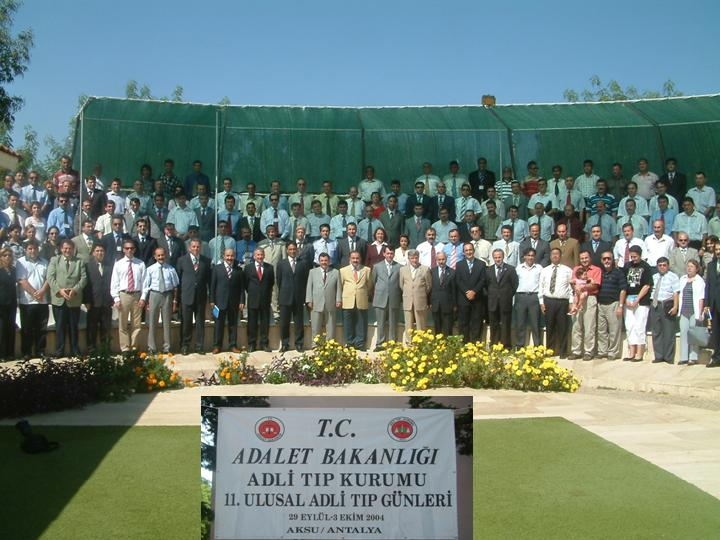 T.C.
ADALET BAKANLIĞI
ADLİ TIP KURUMU
11. ULUSAL ADLİ TIP GÜNLERİ
29 EYLÜL-3 EKİM 2004
AKSU/ANTALYA